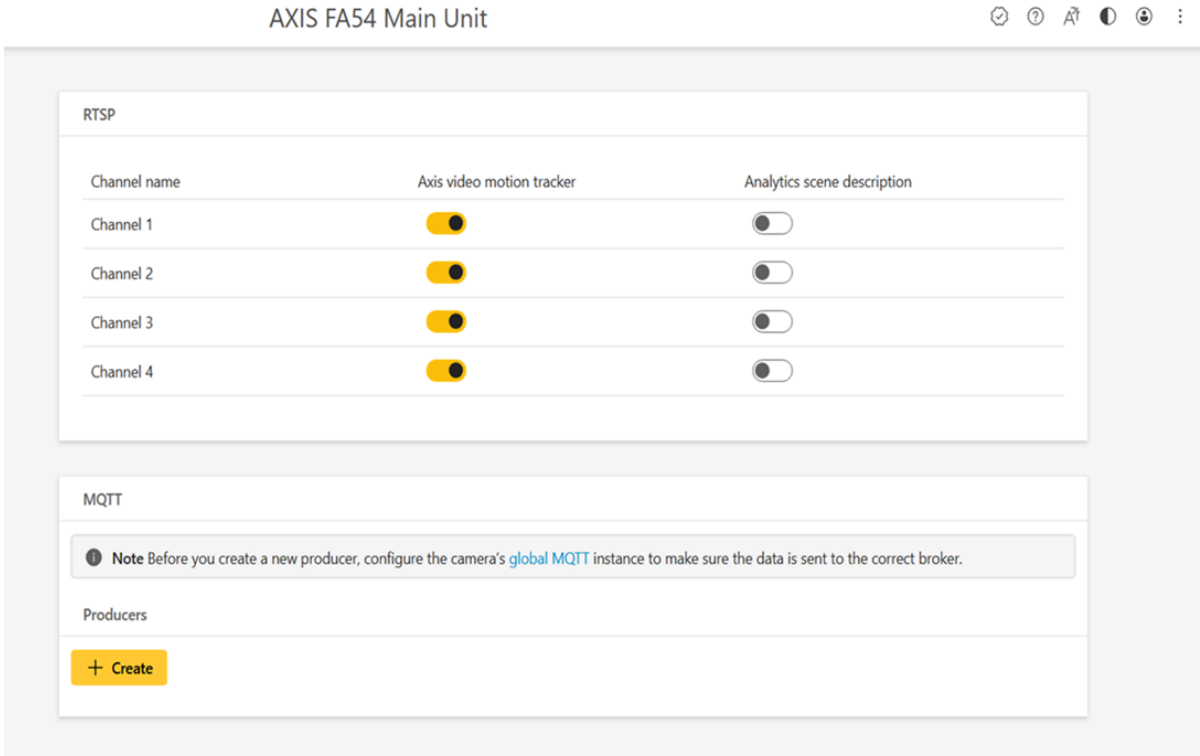 AXIS FA54 Main Unit
RTSP
Channel name Axis video motion tracker Analytics scene description
Channel 1
Channel 2
Channel 3
Channel 4
MQTT
Note Before you create a new producer, configure the camera's global MQTT instance to make sure the data is sent to the correct broker.
Producers
+ Create